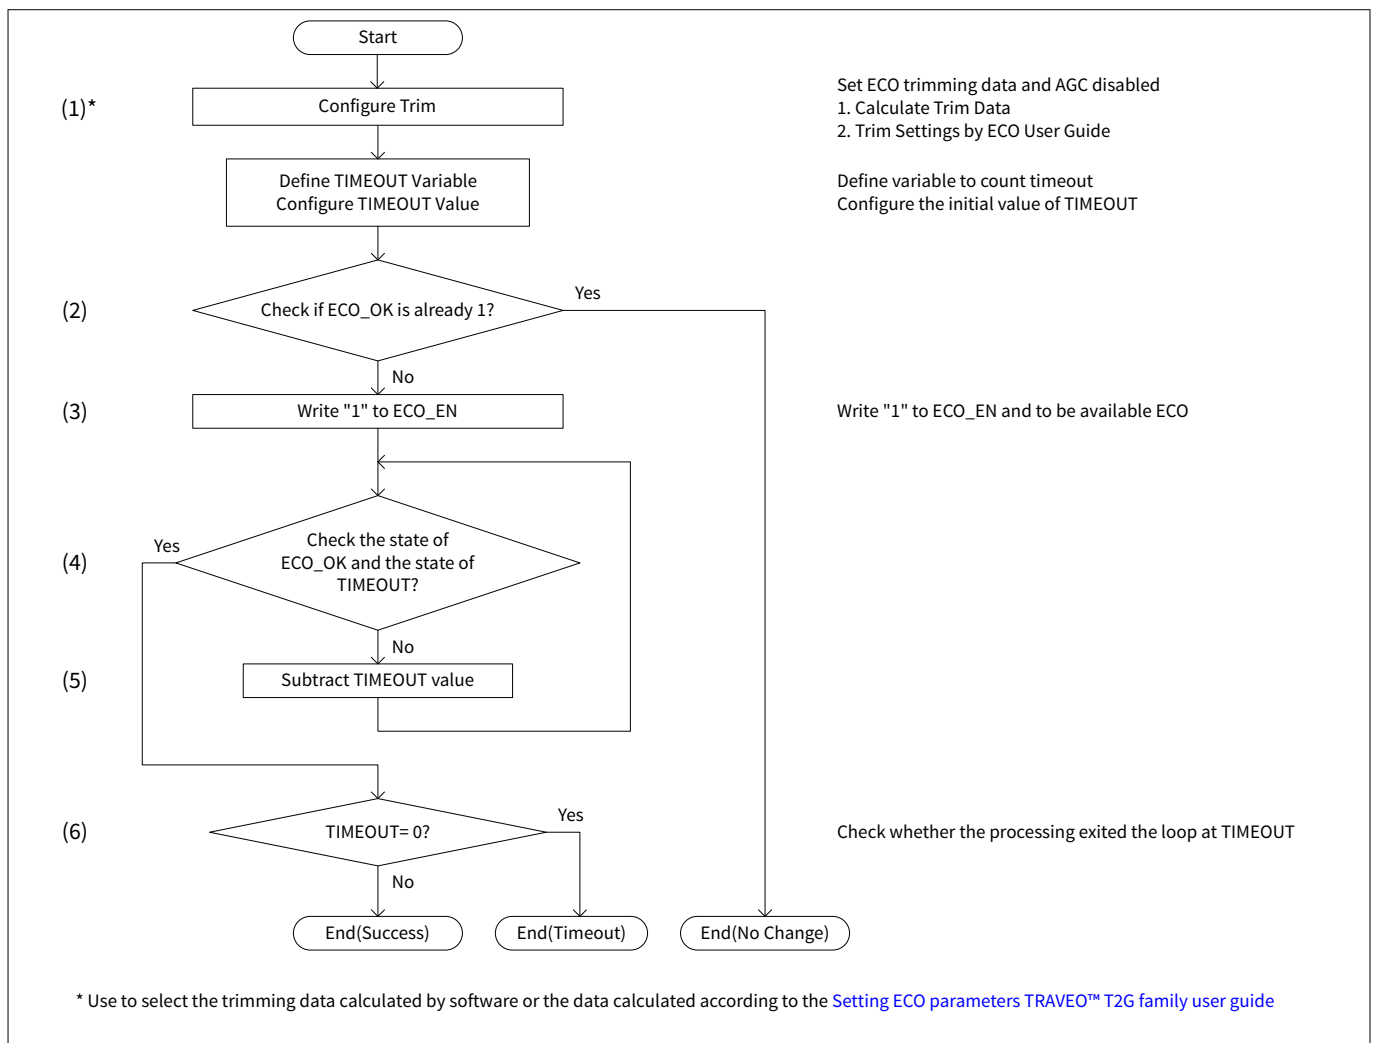 Start
(1)*
Configure Trim
Set ECO trimming data and AGC disabled
1. Calculate Trim Data
2. Trim Settings by ECO User Guide
Define TIMEOUT Variable
Configure TIMEOUT Value
Define variable to count timeout
Configure the initial value of TIMEOUT
(2)
Check if ECO_OK is already 1?
Yes
No
(3)
Write "1" to ECO_EN
Write "1" to ECO_EN and to be available ECO
(4)
Yes
Check the state of
ECO_OK and the state of
TIMEOUT?
No
(5)
Subtract TIMEOUT value
(6)
TIMEOUT= 0?
Yes
Check whether the processing exited the loop at TIMEOUT
No
End(Success)
End(Timeout)
End(No Change)
* Use to select the trimming data calculated by software or the data calculated according to the Setting ECO parameters TRAVEO™ T2G family user guide